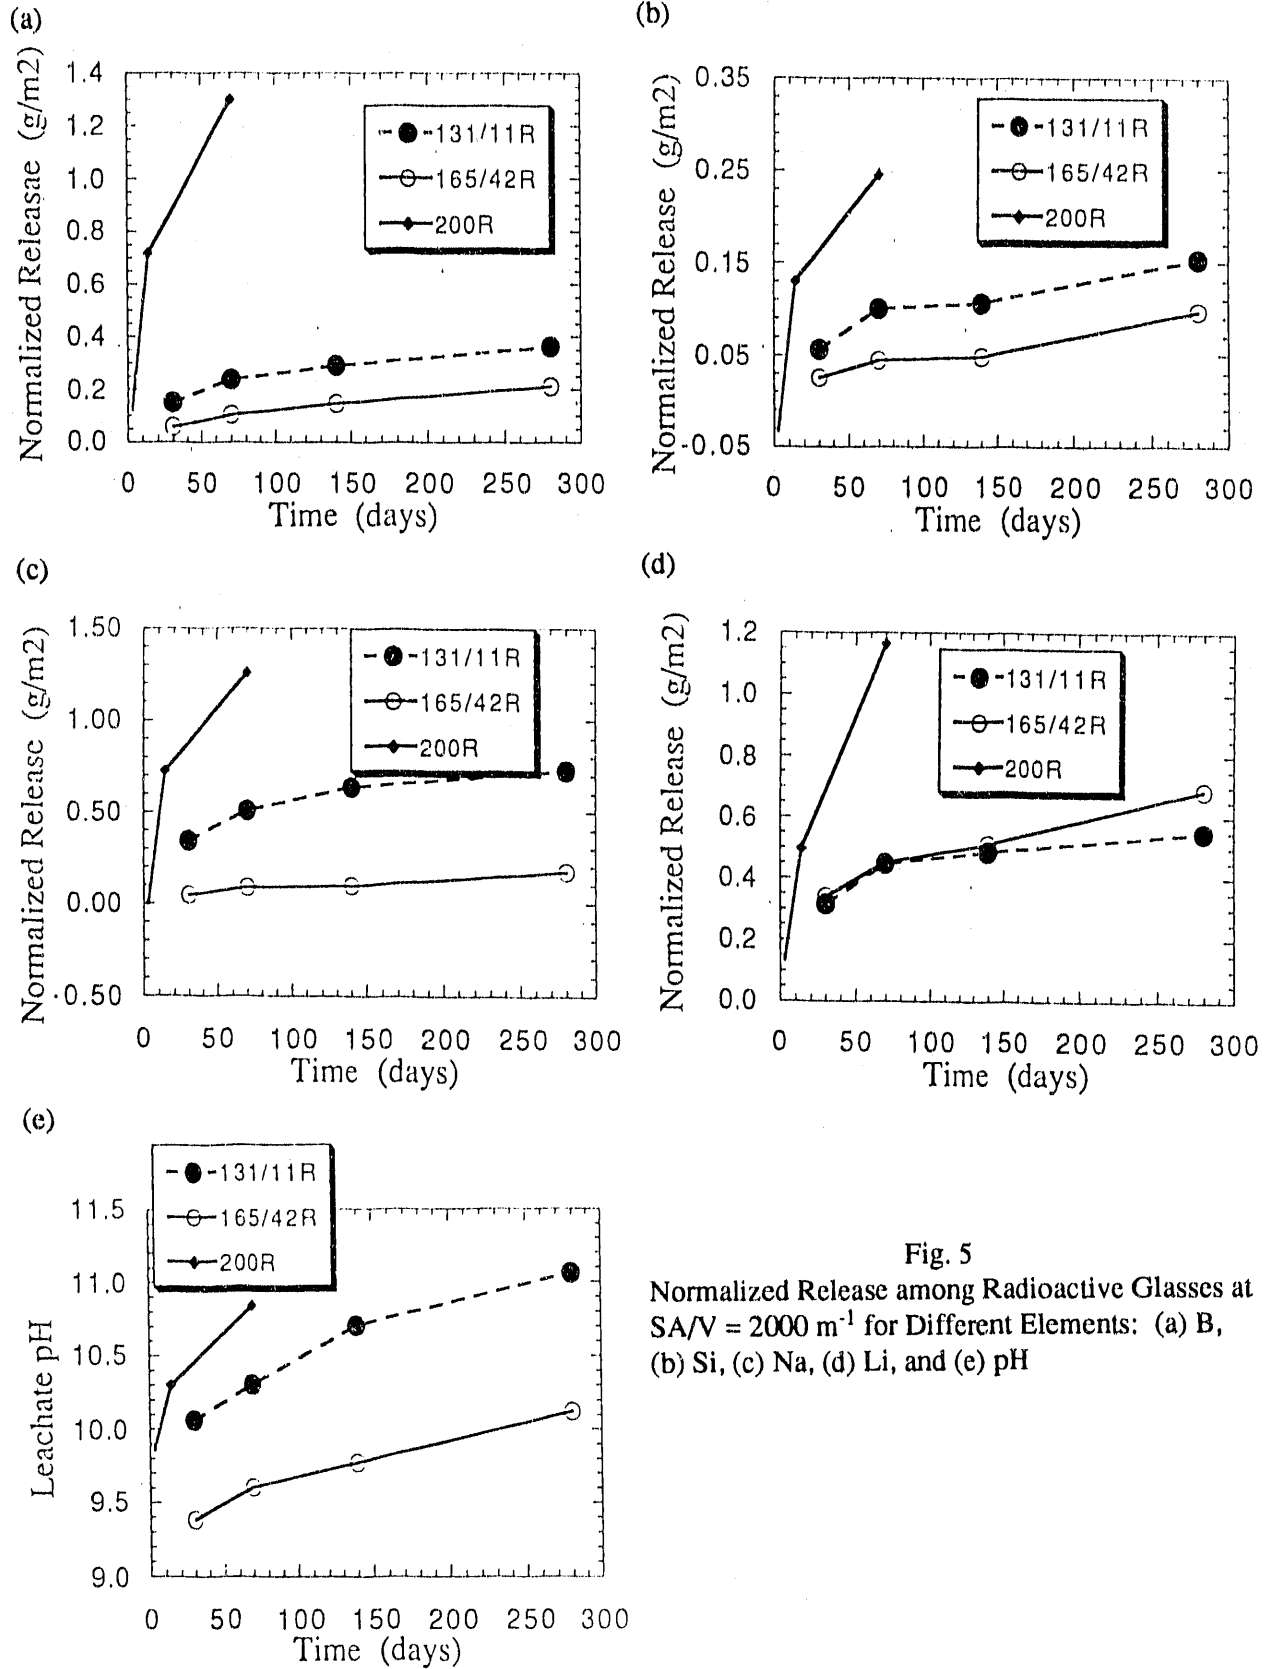 (a)
Normalized Releasae (g/m2)
1.4
1.2
1.0
0.8
0.6
0.4
0.2
0.0
131/11R
165/42R
200R
0 50 100 150 200 250 300
Time (days)
(b)
Normalized Release (g/m2)
0.35
0.25
0.15
0.05
-0.05
131/11R
165/42R
200R
0 50 100 150 200 250 300
Time (days)
(c)
Normalized Release (g/m2)
1.50
1.00
0.50
0.00
-0.50
131/11R
165/42R
200R
0 50 100 150 200 250 300
Time (days)
(d)
Normalized Release (g/m2)
1.2
1.0
0.8
0.6
0.4
0.2
0.0
131/11R
165/42R
200R
0 50 100 150 200 250 300
Time (days)
(e)
Leachate pH
131/11R
165/42R
200R
11.5
11.0
10.5
10.0
9.5
9.0
0 50 100 150 200 250 300
Time (days)
Fig. 5
Normalized Release among Radioactive Glasses at
SA/V = 2000 m⁻¹ for Different Elements: (a) B,
(b) Si, (c) Na, (d) Li, and (e) pH